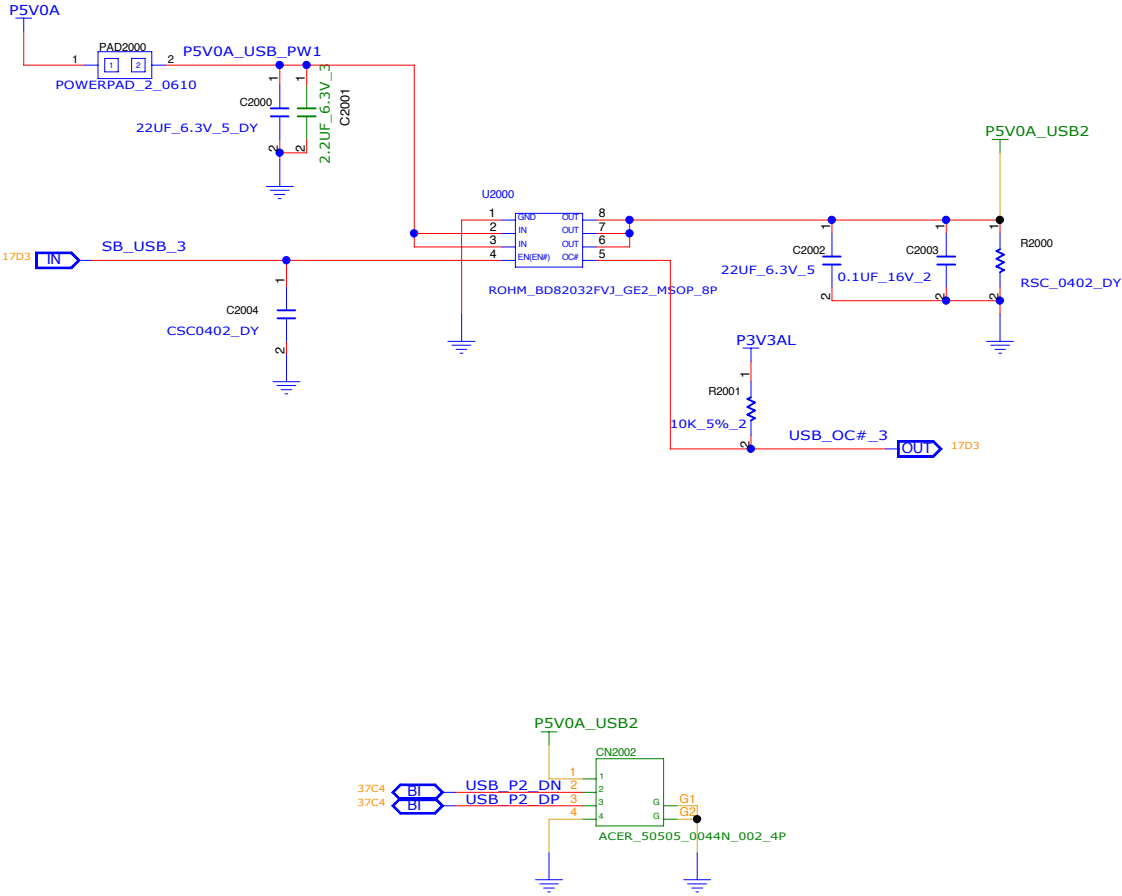 P5V0A
PAD2000
1 1 2 2
P5V0A_USB_PW1
POWERPAD_2_0610
1 1
C2000
22UF_6.3V_5_DY
2 2
2.2UF_6.3V_3
C2001
P5V0A_USB2
U2000
1 GND OUT 8
2 IN OUT 7
3 IN OUT 6
4 EN(EN#) OC# 5
ROHM_BD82032FVJ_GE2_MSOP_8P
17D3 IN SB_USB_3
1
C2004
CSC0402_DY
2
1 1 1
C2002
22UF_6.3V_5
2
C2003
0.1UF_16V_2
2
R2000
RSC_0402_DY
2
P3V3AL
1
R2001
10K_5%_2
2
USB_OC#_3 OUT 17D3
P5V0A_USB2
CN2002
1 1
37C4 BI USB_P2_DN 2 2
37C4 BI USB_P2_DP 3 3 G G1
4 4 G G2
ACER_50505_0044N_002_4P